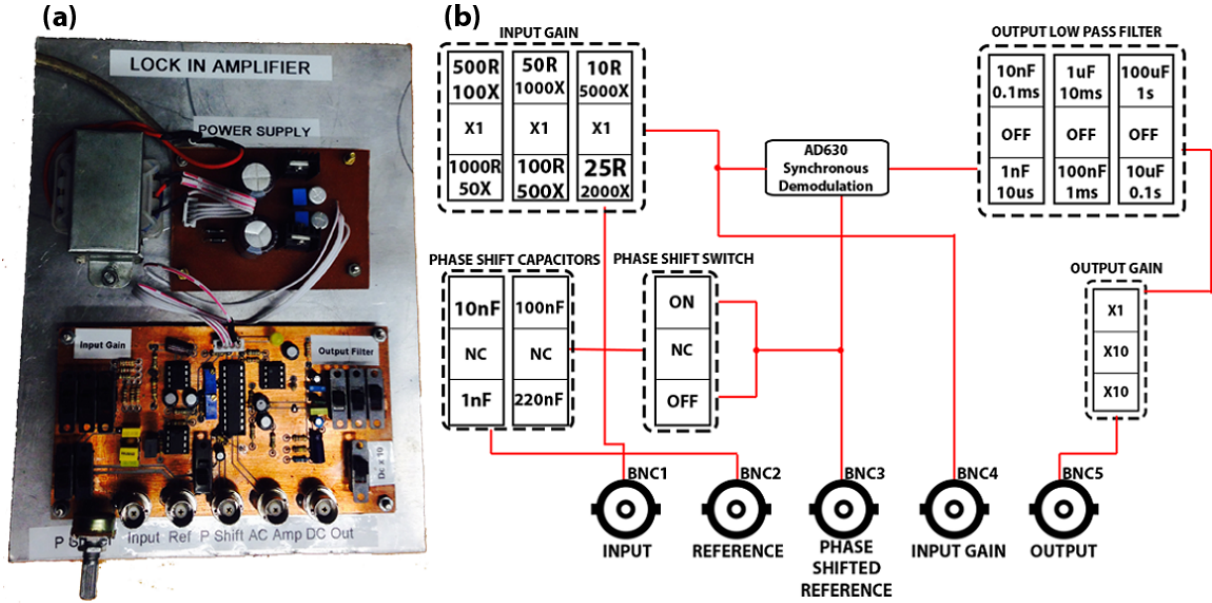 (a)
LOCK IN AMPLIFIER
POWER SUPPLY
Input Gain
Output Filter
Dc x 10
Input Ref P Shift AC Amp DC Out
(b)
INPUT GAIN
500R
100X
X1
1000R
50X
50R
1000X
X1
100R
500X
10R
5000X
X1
25R
2000X
AD630
Synchronous
Demodulation
OUTPUT LOW PASS FILTER
10nF
0.1ms
OFF
1nF
10us
1uF
10ms
OFF
100nF
1ms
100uF
1s
OFF
10uF
0.1s
PHASE SHIFT CAPACITORS
10nF
NC
1nF
100nF
NC
220nF
PHASE SHIFT SWITCH
ON
NC
OFF
OUTPUT GAIN
X1
X10
X10
BNC1
INPUT
BNC2
REFERENCE
BNC3
PHASE
SHIFTED
REFERENCE
BNC4
INPUT GAIN
BNC5
OUTPUT